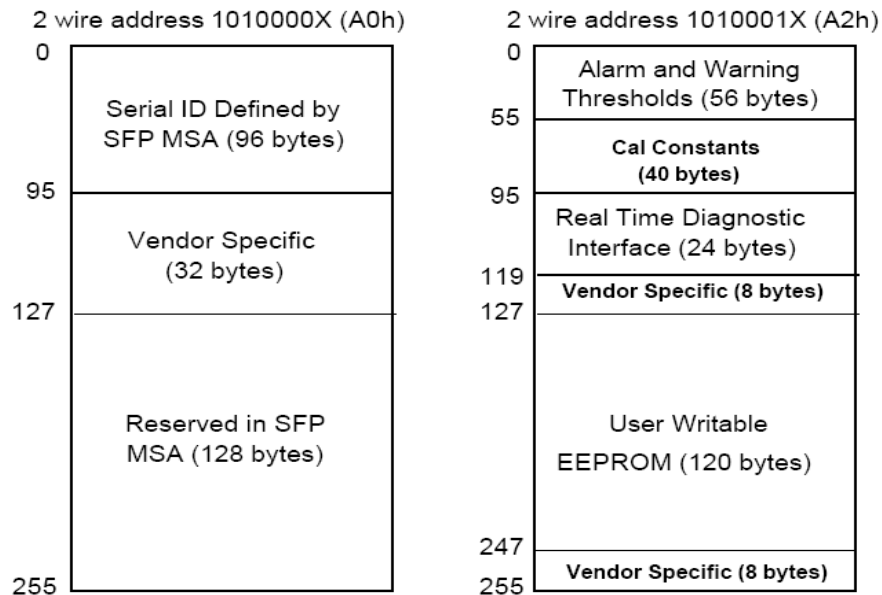 2 wire address 1010000X (A0h)
0
Serial ID Defined by
SFP MSA (96 bytes)
95
Vendor Specific
(32 bytes)
127
Reserved in SFP
MSA (128 bytes)
255
2 wire address 1010001X (A2h)
0
Alarm and Warning
Thresholds (56 bytes)
55
Cal Constants
(40 bytes)
95
Real Time Diagnostic
Interface (24 bytes)
119
Vendor Specific (8 bytes)
127
User Writable
EEPROM (120 bytes)
247
Vendor Specific (8 bytes)
255